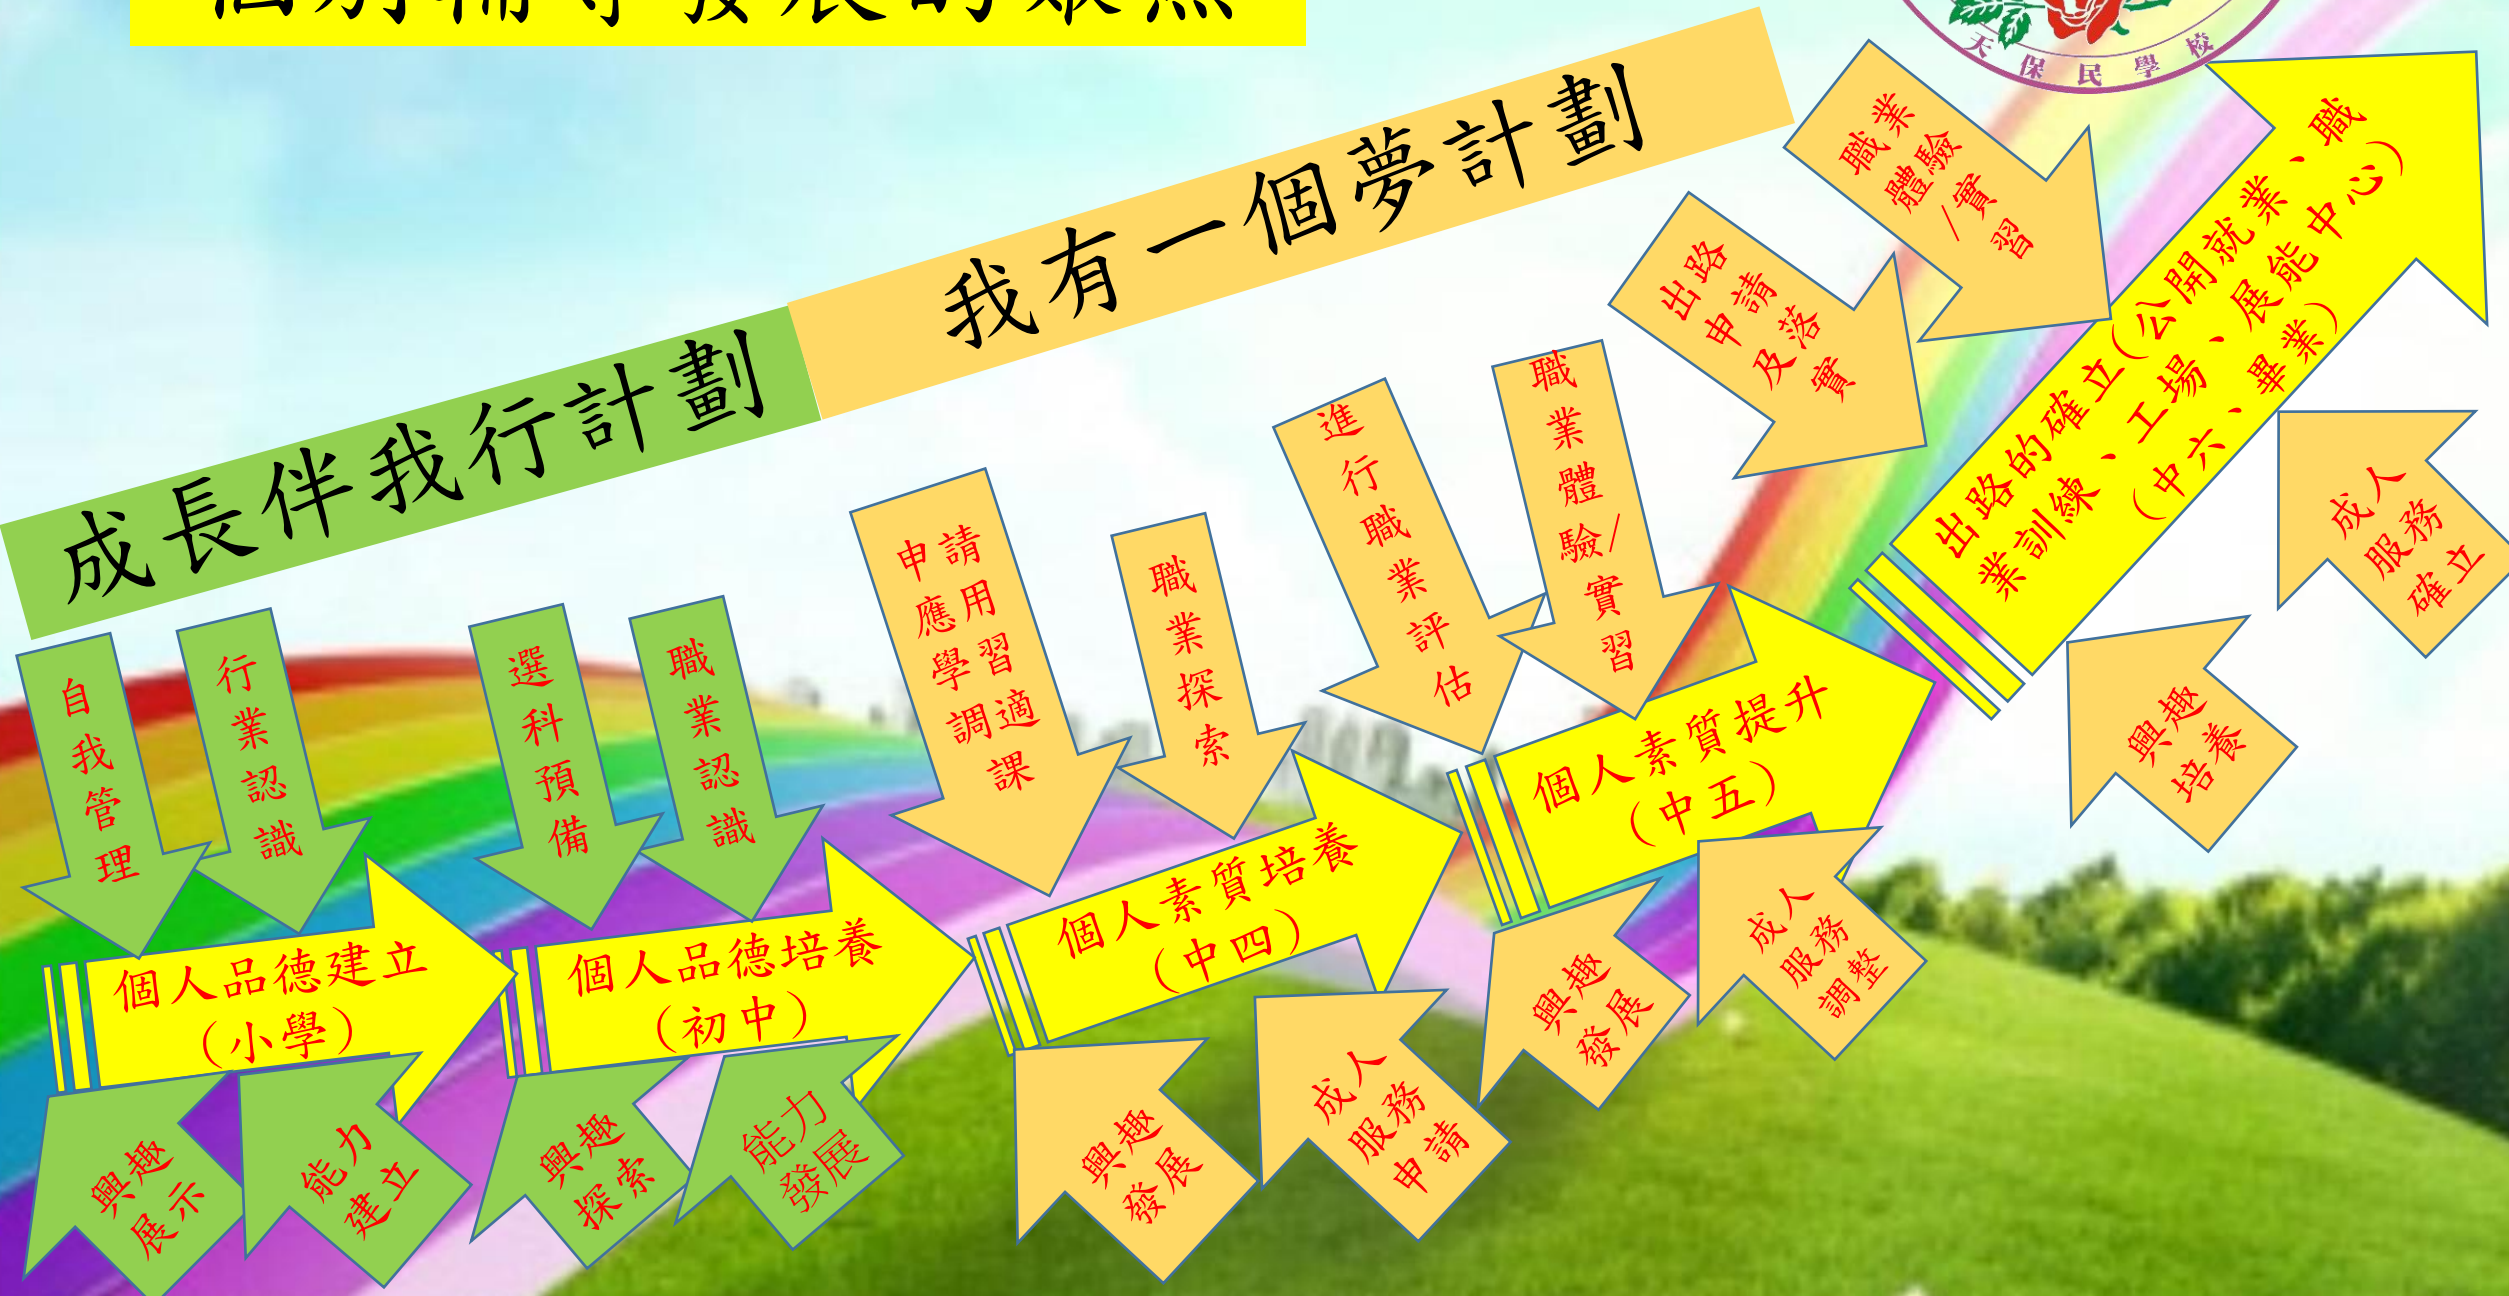 個別輔導發展的願景
天保民學校
我有一個夢計劃
成長伴我行計劃
自我管理
行業認識
選科預備
職業認識
申請
應用
學習
調適
課
職業探索
進行職業評估
職業體驗/實習
出路
申請
及落
實
職業
體驗
/實
習
個人品德建立
(小學)
個人品德培養
(初中)
個人素質培養
(中四)
個人素質提升
(中五)
出路的確立(公開就業、職
業訓練、工場、展能中心)
(中六、畢業)
興趣
展示
能力
建立
興趣
探索
能力
發展
興趣
發展
成人
服務
申請
興趣
發展
成人
服務
調整
興趣
培養
成人
服務
確立